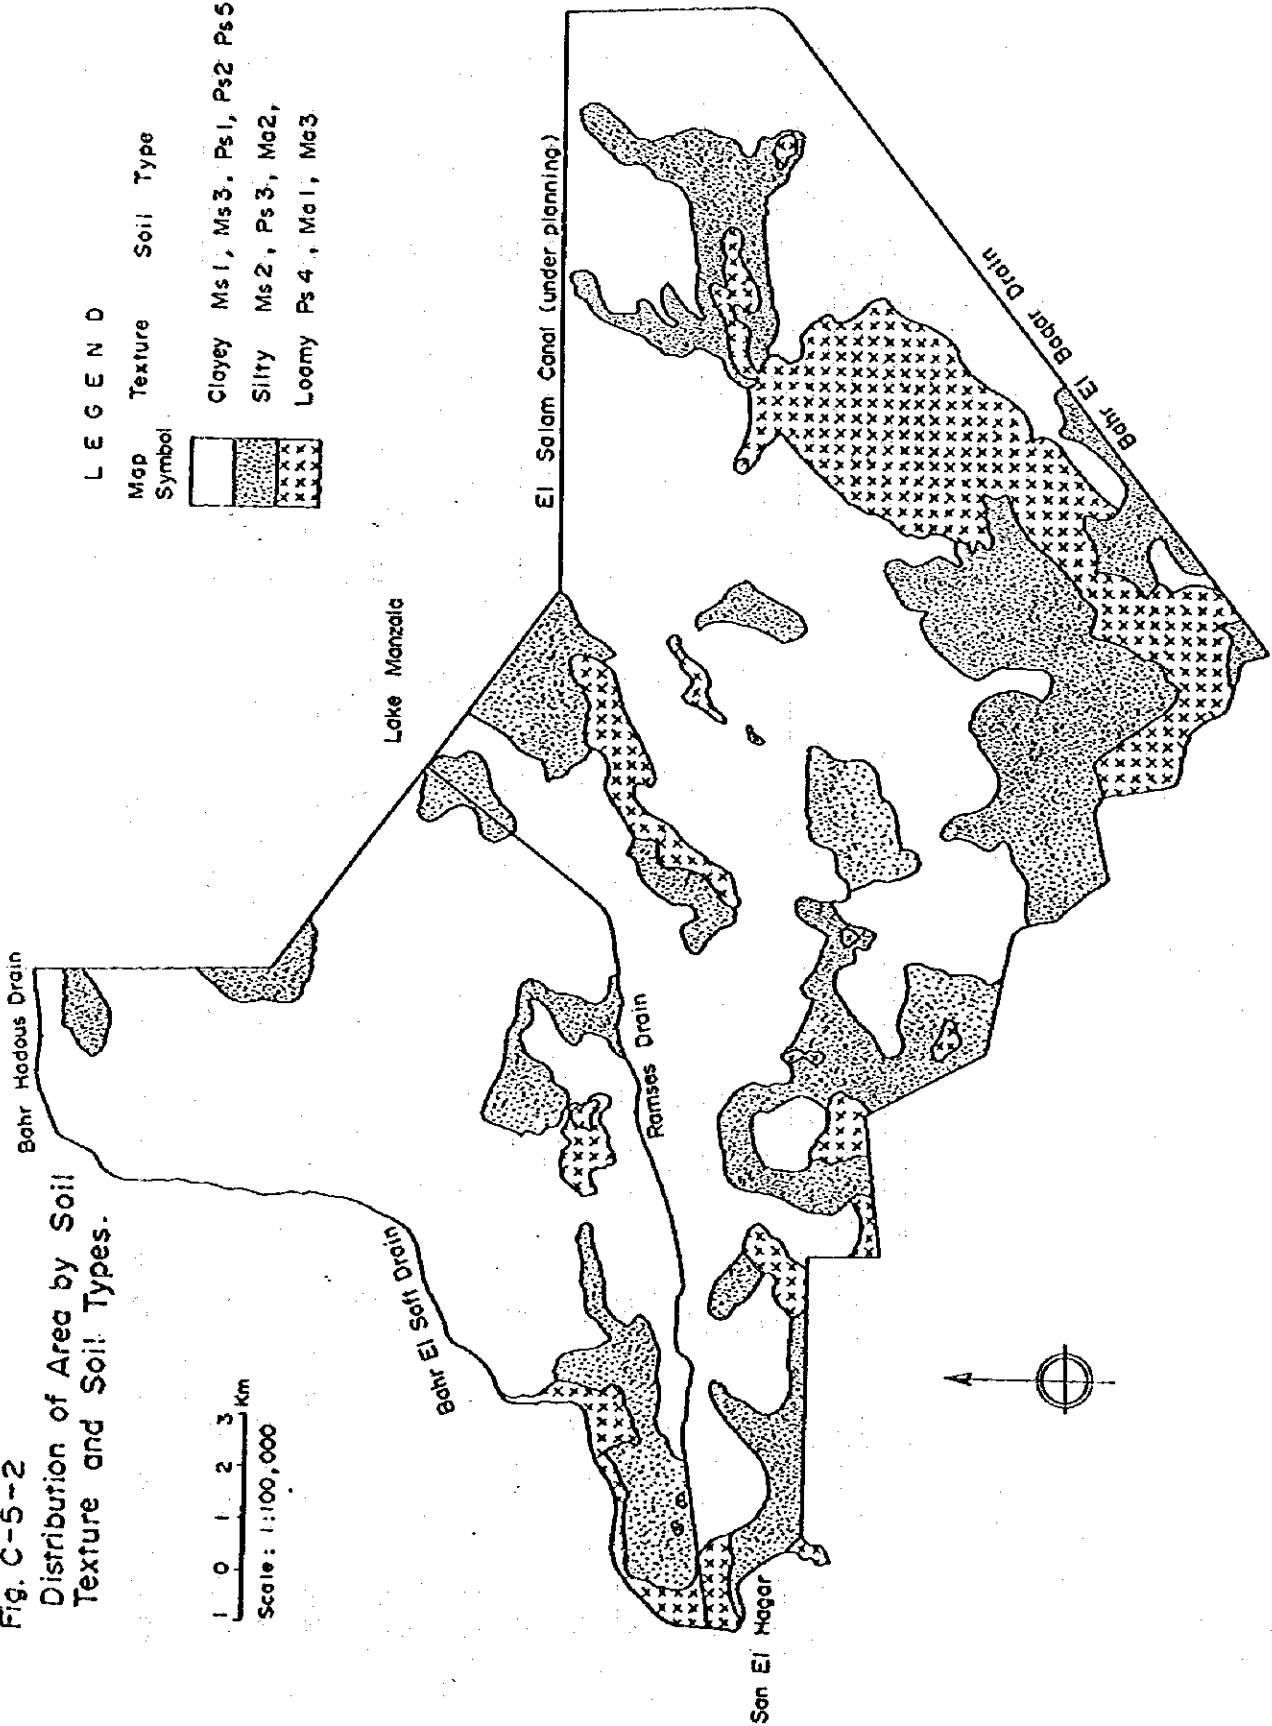 Fig. C-5-2
Distribution of Area by Soil
Texture and Soil Types.
1 0 1 2 3 Km
Scale: 1:100,000
LEGEND
Map Texture Soil Type
Symbol
Clayey Ms1, Ms3, Ps1, Ps2 Ps5
Silty Ms2, Ps3, Ma2,
Loamy Ps4, Ma1, Ma3
Bahr Hadous Drain
Bahr El Saft Drain
Lake Manzala
El Salam Canal (under planning)
Ramses Drain
Bahr El Baqar Drain
San El Hagar